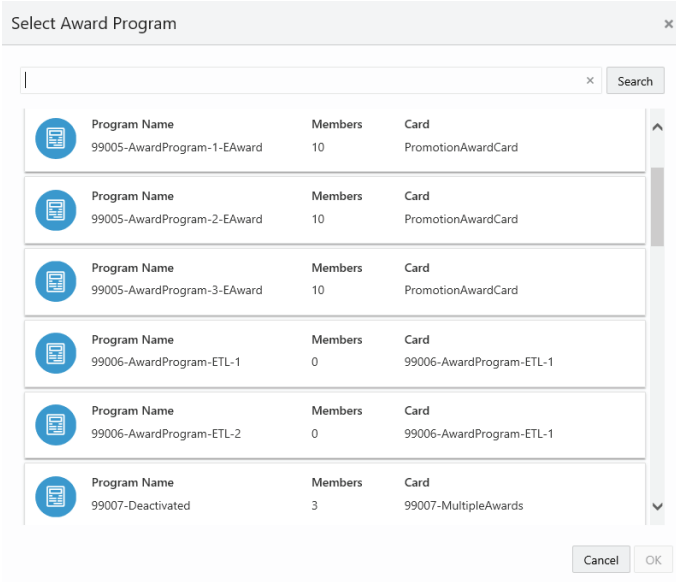 Select Award Program ×
× Search
Program Name Members Card
99005-AwardProgram-1-EAward 10 PromotionAwardCard
Program Name Members Card
99005-AwardProgram-2-EAward 10 PromotionAwardCard
Program Name Members Card
99005-AwardProgram-3-EAward 10 PromotionAwardCard
Program Name Members Card
99006-AwardProgram-ETL-1 0 99006-AwardProgram-ETL-1
Program Name Members Card
99006-AwardProgram-ETL-2 0 99006-AwardProgram-ETL-1
Program Name Members Card
99007-Deactivated 3 99007-MultipleAwards
Cancel OK